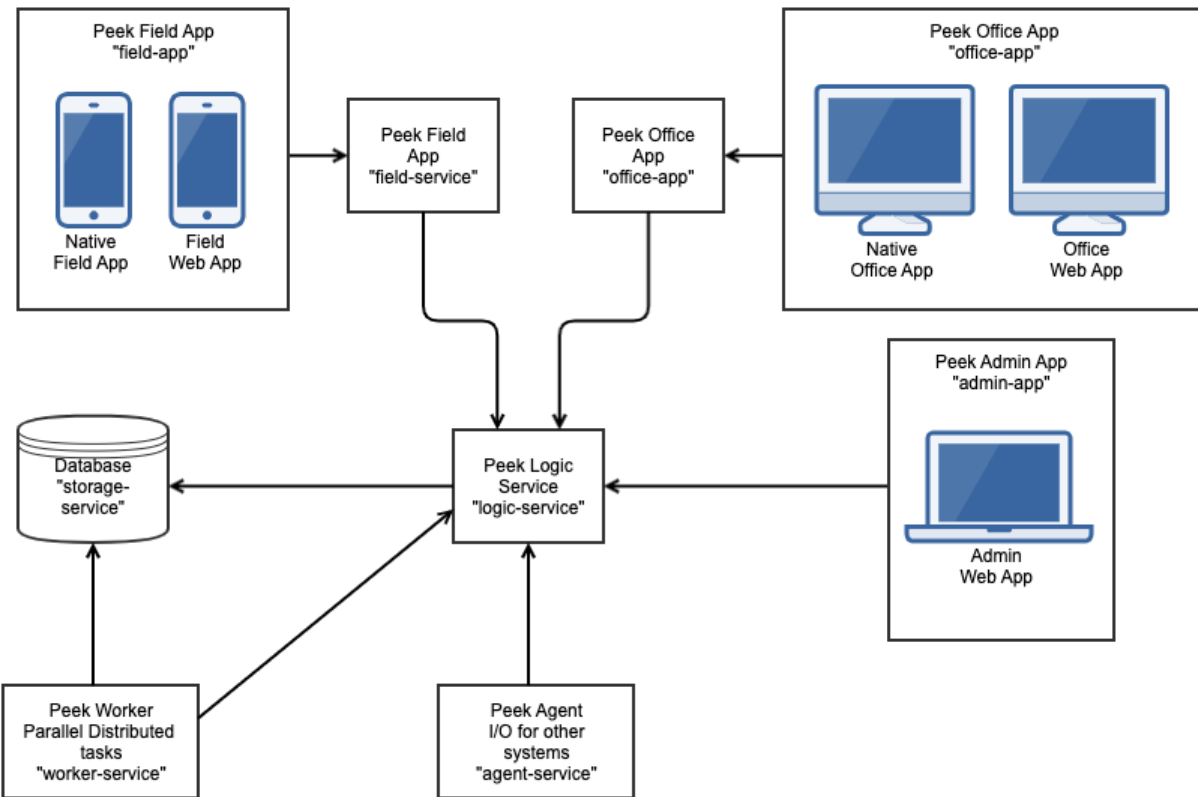 Peek Field App
"field-app"
Native
Field App
Field
Web App
Peek Field
App
"field-service"
Peek Office
App
"office-app"
Peek Office App
"office-app"
Native
Office App
Office
Web App
Peek Admin App
"admin-app"
Admin
Web App
Database
"storage-
service"
Peek Logic
Service
"logic-service"
Peek Worker
Parallel Distributed
tasks
"worker-service"
Peek Agent
I/O for other
systems
"agent-service"